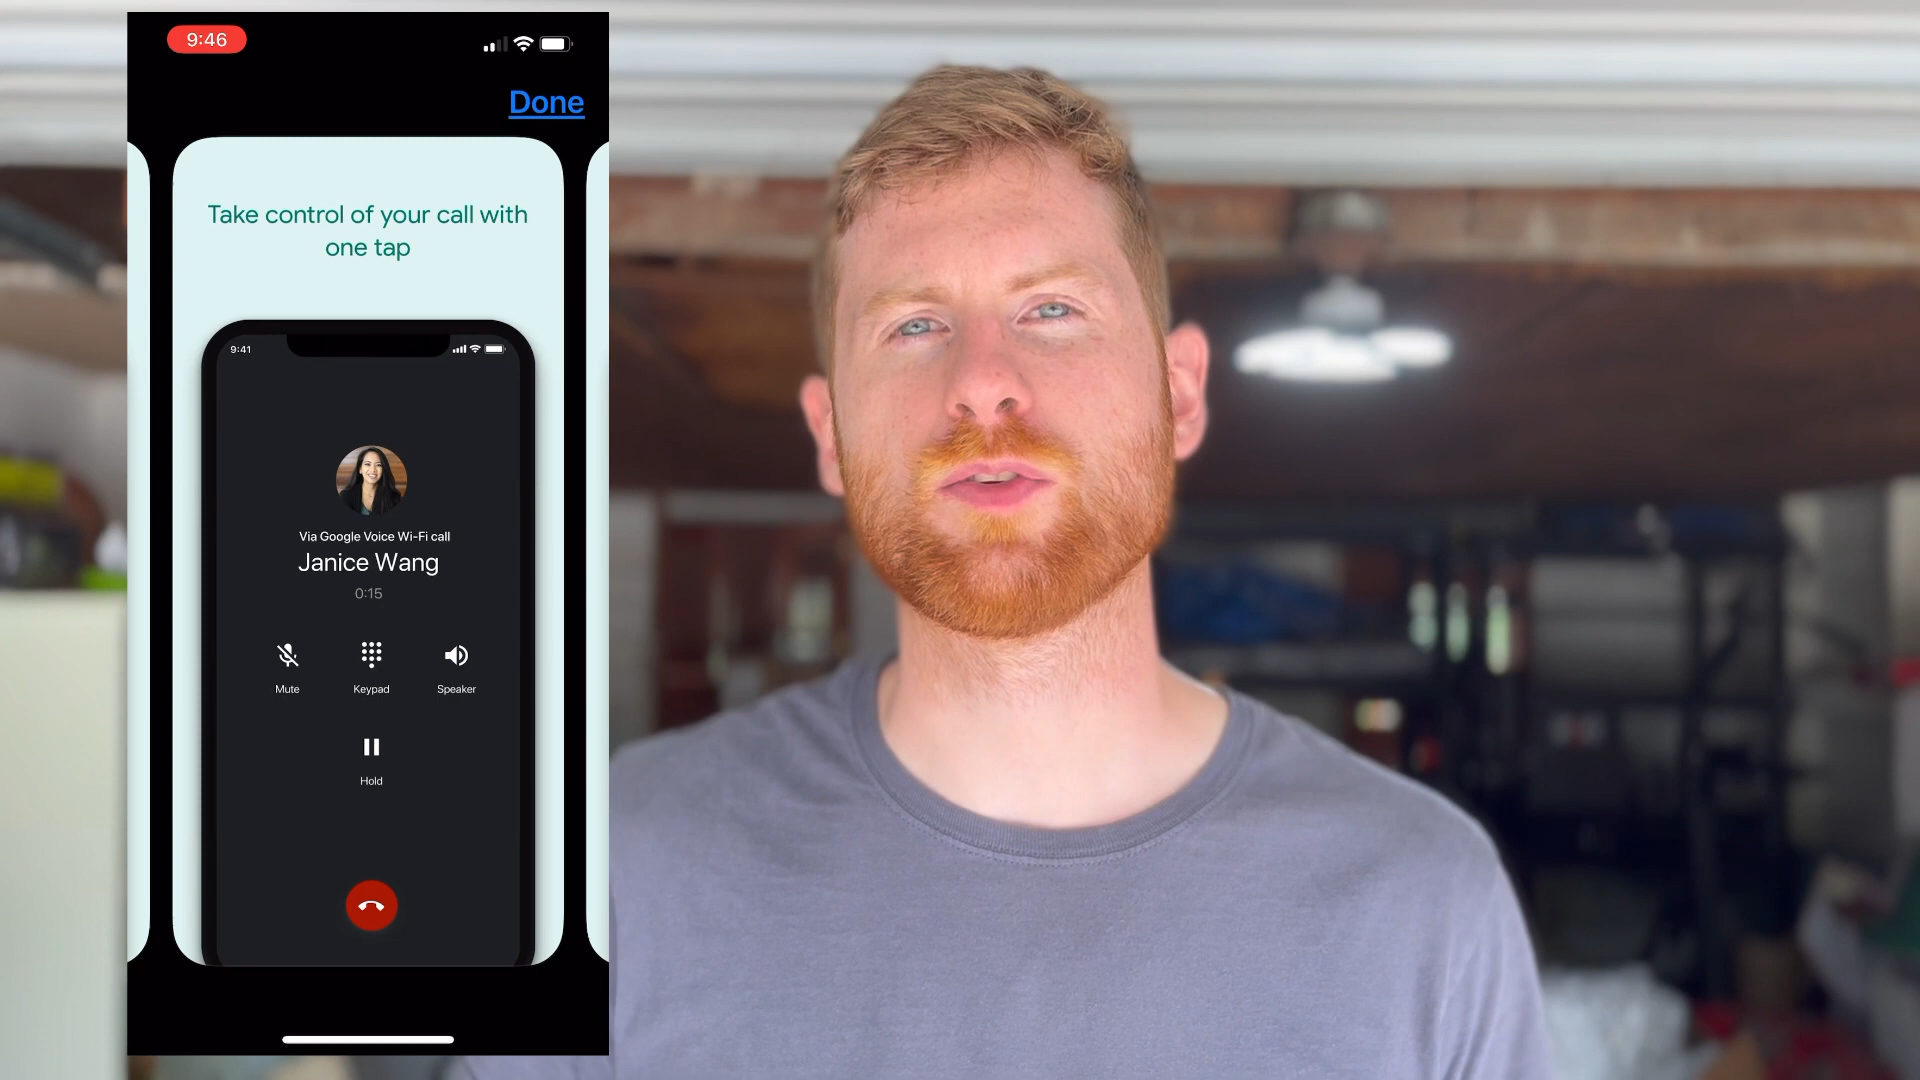 9:46
Done
Take control of your call with
one tap
9:41
Via Google Voice Wi-Fi call
Janice Wang
0:15
Mute
Keypad
Speaker
Hold